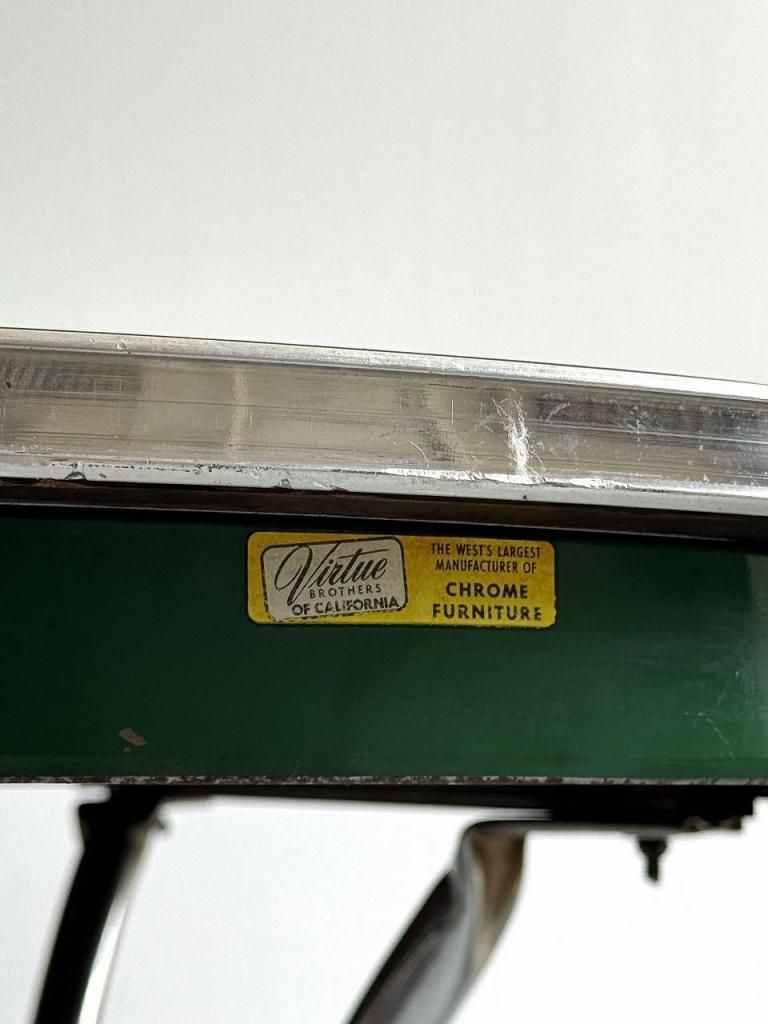 Virtue
BROTHERS
OF CALIFORNIA
THE WEST'S LARGEST
MANUFACTURER OF
CHROME
FURNITURE